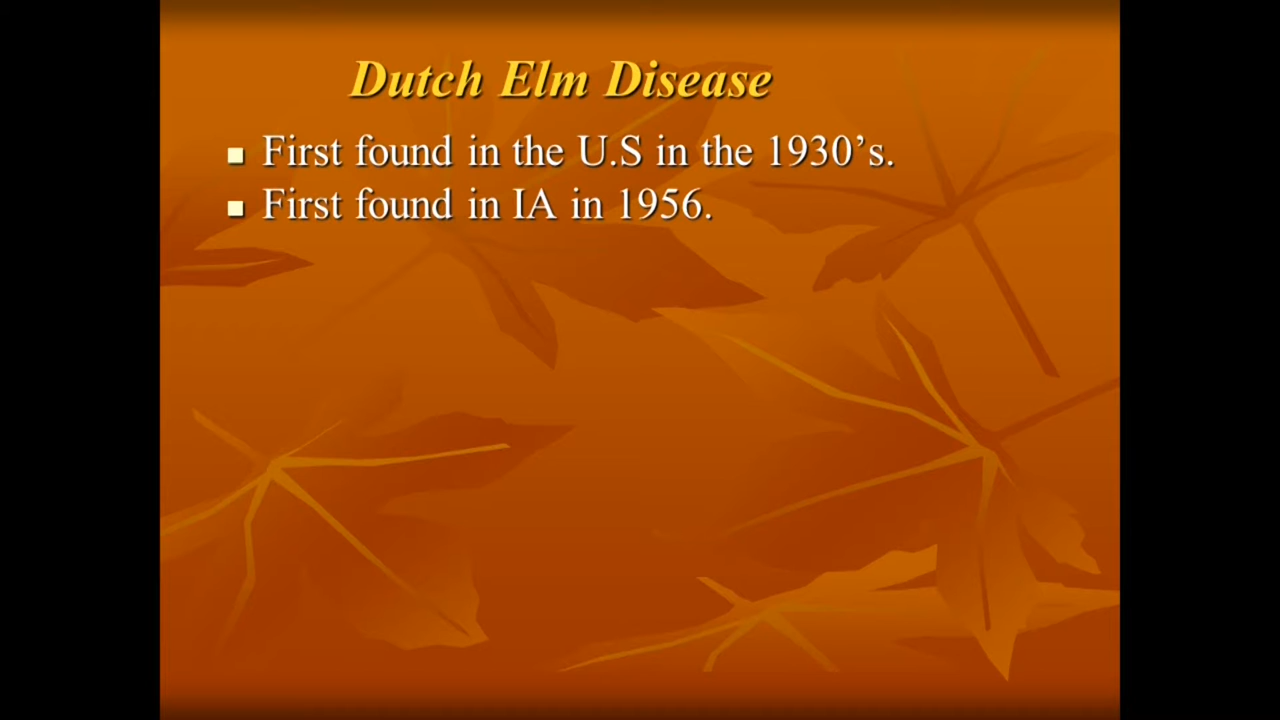 Dutch Elm Disease
▪ First found in the U.S in the 1930’s.
▪ First found in IA in 1956.